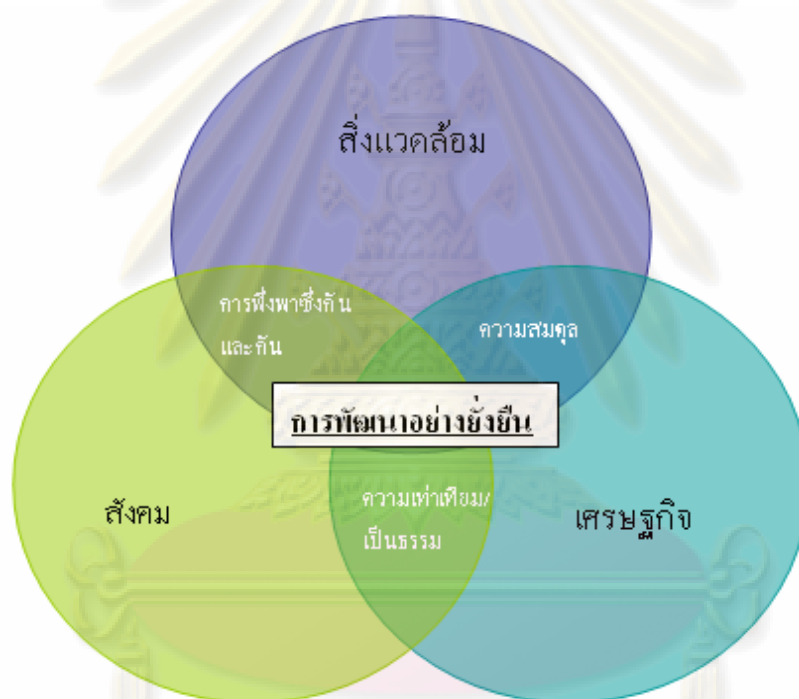 สิ่งแวดล้อม
การพึ่งพาซึ่งกัน
และกัน
ความสมดุล
การพัฒนาอย่างยั่งยืน
สังคม
ความเท่าเทียม/
เป็นธรรม
เศรษฐกิจ